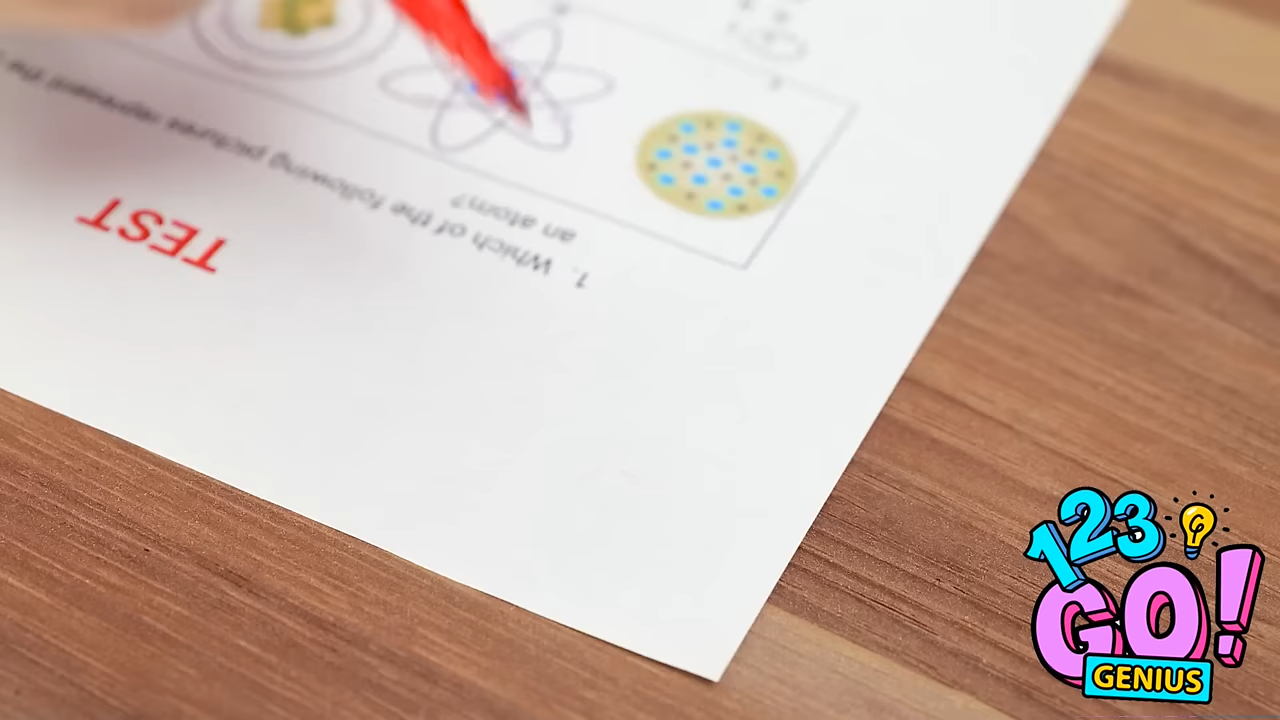 TEST
1. Which of the following pictures represent the
an atom?
123
GO!
GENIUS